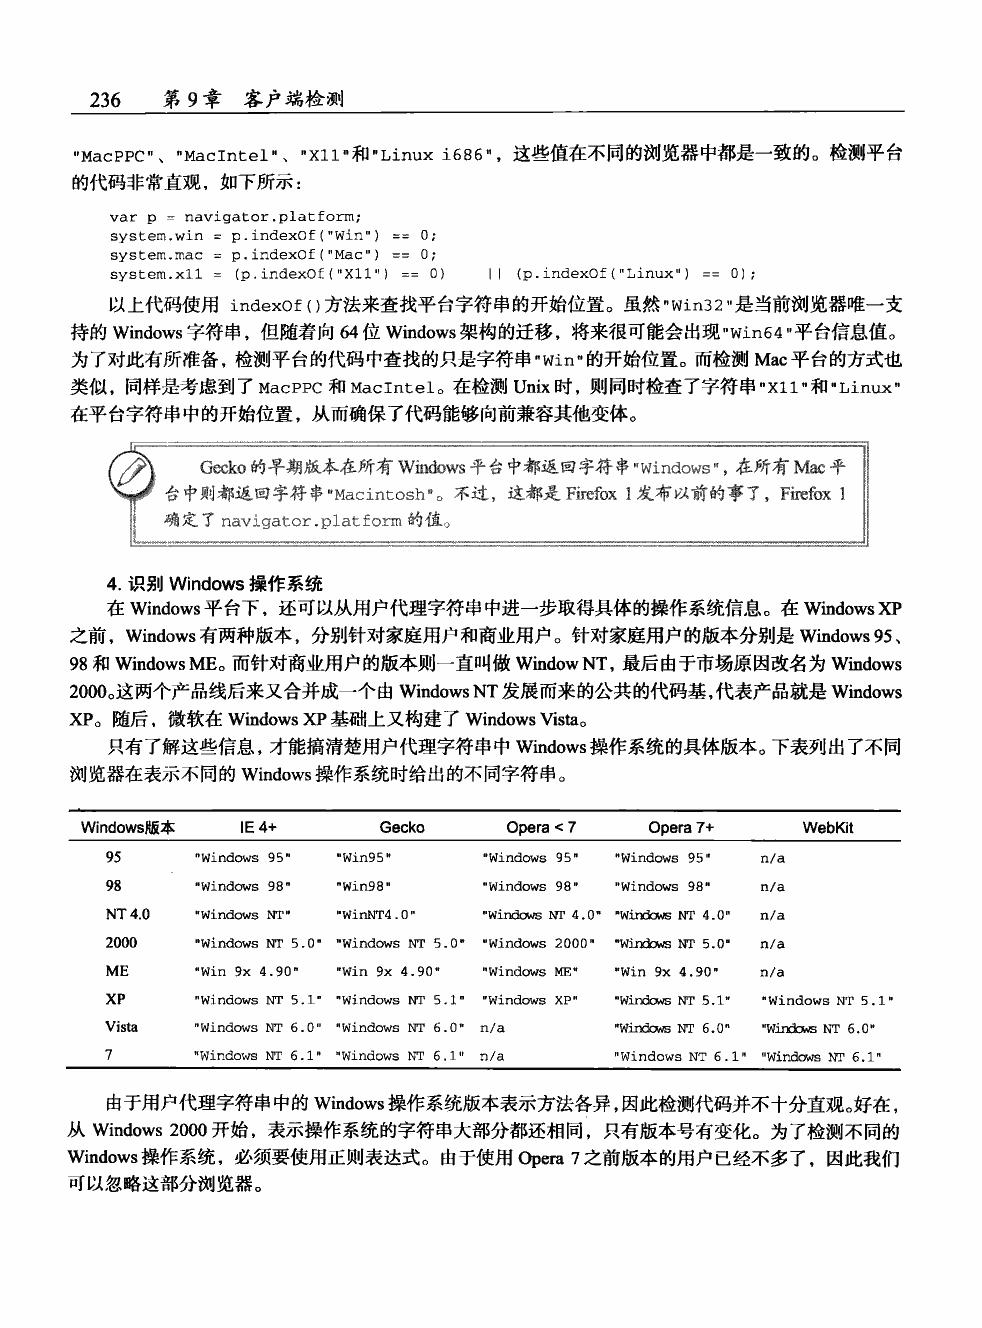 236 第9章 客户端检测
"MacPPC"、"MacIntel"、"X11"和"Linux i686"，这些值在不同的浏览器中都是一致的。检测平台
的代码非常直观，如下所示：
var p = navigator.platform;
system.win = p.indexOf("Win") == 0;
system.mac = p.indexOf("Mac") == 0;
system.x11 = (p.indexOf("X11") == 0) || (p.indexOf("Linux") == 0);
以上代码使用 indexOf()方法来查找平台字符串的开始位置。虽然"Win32"是当前浏览器唯一支
持的 Windows 字符串，但随着向 64 位 Windows 架构的迁移，将来很可能会出现"Win64"平台信息值。
为了对此有所准备，检测平台的代码中查找的只是字符串"Win"的开始位置。而检测 Mac 平台的方式也
类似，同样是考虑到了 MacPPC 和 MacIntel。在检测 Unix 时，则同时检查了字符串"X11"和"Linux"
在平台字符串中的开始位置，从而确保了代码能够向前兼容其他变体。
Gecko 的早期版本在所有 Windows 平台中都返回字符串"Windows"，在所有 Mac 平
台中则都返回字符串"Macintosh"。不过，这都是 Firefox 1 发布以前的事了，Firefox 1
确定了 navigator.platform 的值。
4. 识别 Windows 操作系统
在 Windows 平台下，还可以从用户代理字符串中进一步取得具体的操作系统信息。在 Windows XP
之前，Windows 有两种版本，分别针对家庭用户和商业用户。针对家庭用户的版本分别是 Windows 95、
98 和 Windows ME。而针对商业用户的版本则一直叫做 Window NT，最后由于市场原因改名为 Windows
2000。这两个产品线后来又合并成一个由 Windows NT 发展而来的公共的代码基，代表产品就是 Windows
XP。随后，微软在 Windows XP 基础上又构建了 Windows Vista。
只有了解这些信息，才能搞清楚用户代理字符串中 Windows 操作系统的具体版本。下表列出了不同
浏览器在表示不同的 Windows 操作系统时给出的不同字符串。
Windows版本 IE 4+ Gecko Opera < 7 Opera 7+ WebKit
95 "Windows 95" "Win95" "Windows 95" "Windows 95" n/a
98 "Windows 98" "Win98" "Windows 98" "Windows 98" n/a
NT 4.0 "Windows NT" "WinNT4.0" "Windows NT 4.0" "Windows NT 4.0" n/a
2000 "Windows NT 5.0" "Windows NT 5.0" "Windows 2000" "Windows NT 5.0" n/a
ME "Win 9x 4.90" "Win 9x 4.90" "Windows ME" "Win 9x 4.90" n/a
XP "Windows NT 5.1" "Windows NT 5.1" "Windows XP" "Windows NT 5.1" "Windows NT 5.1"
Vista "Windows NT 6.0" "Windows NT 6.0" n/a "Windows NT 6.0" "Windows NT 6.0"
7 "Windows NT 6.1" "Windows NT 6.1" n/a "Windows NT 6.1" "Windows NT 6.1"
由于用户代理字符串中的 Windows 操作系统版本表示方法各异，因此检测代码并不十分直观。好在，
从 Windows 2000 开始，表示操作系统的字符串大部分都还相同，只有版本号有变化。为了检测不同的
Windows 操作系统，必须要使用正则表达式。由于使用 Opera 7 之前版本的用户已经不多了，因此我们
可以忽略这部分浏览器。